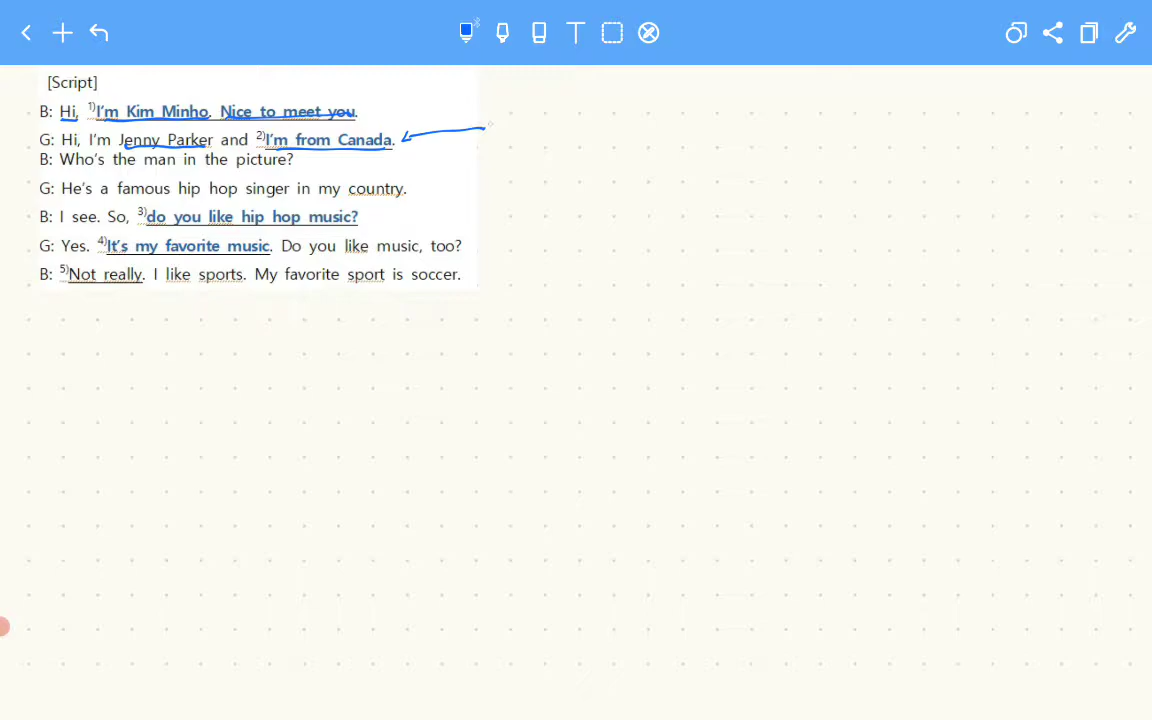 [Script]
B: Hi, 1)I'm Kim Minho. Nice to meet you.
G: Hi, I'm Jenny Parker and 2)I'm from Canada.
B: Who's the man in the picture?
G: He's a famous hip hop singer in my country.
B: I see. So, 3)do you like hip hop music?
G: Yes. 4)It's my favorite music. Do you like music, too?
B: 5)Not really. I like sports. My favorite sport is soccer.